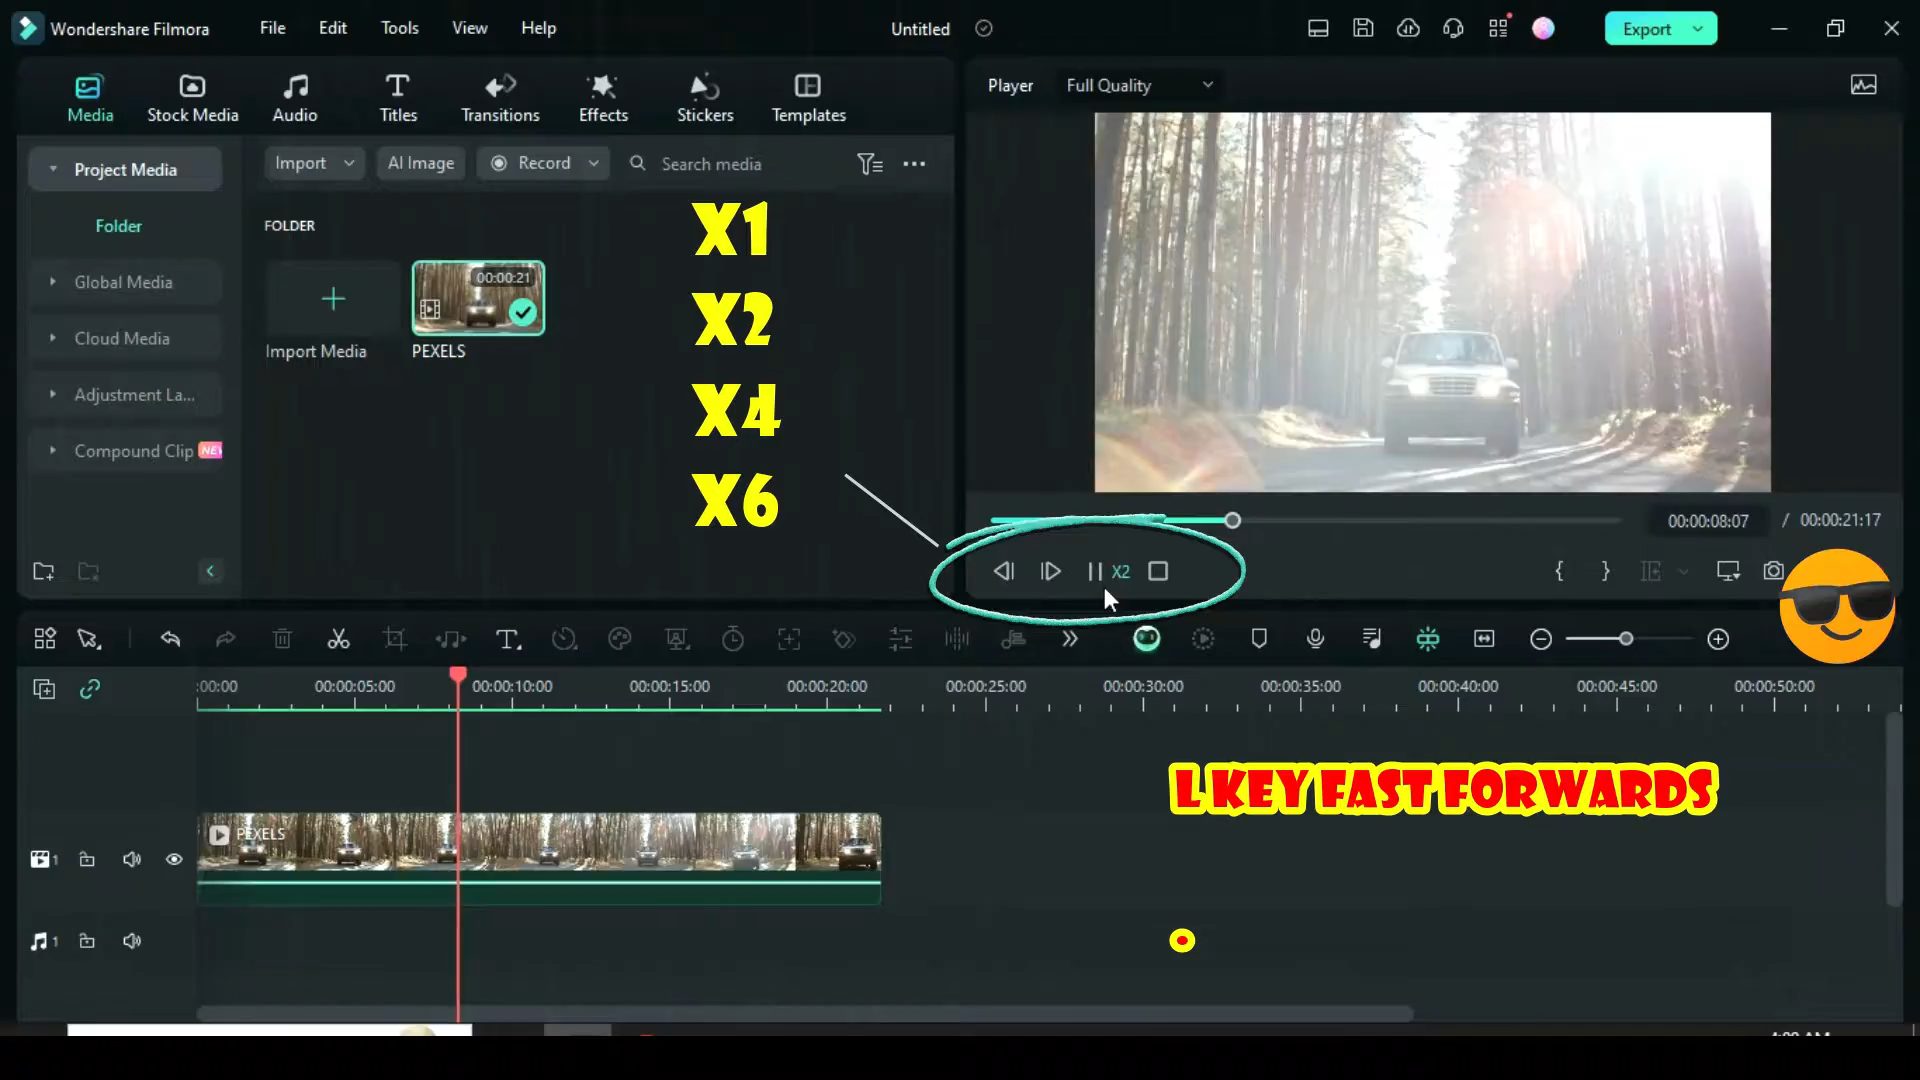 Wondershare Filmora
File
Edit
Tools
View
Help
Untitled
Export
Media
Stock Media
Audio
Titles
Transitions
Effects
Stickers
Templates
Player
Full Quality
Project Media
Import
AI Image
Record
Search media
Folder
FOLDER
X1
Global Media
00:00:21
X2
Cloud Media
Import Media
PEXELS
Adjustment La...
X4
Compound Clip
X6
00:00:08:07
/ 00:00:21:17
X2
{
}
:00:00
00:00:05:00
00:00:10:00
00:00:15:00
00:00:20:00
00:00:25:00
00:00:30:00
00:00:35:00
00:00:40:00
00:00:45:00
00:00:50:00
L KEY FAST FORWARDS
PEXELS
1
1